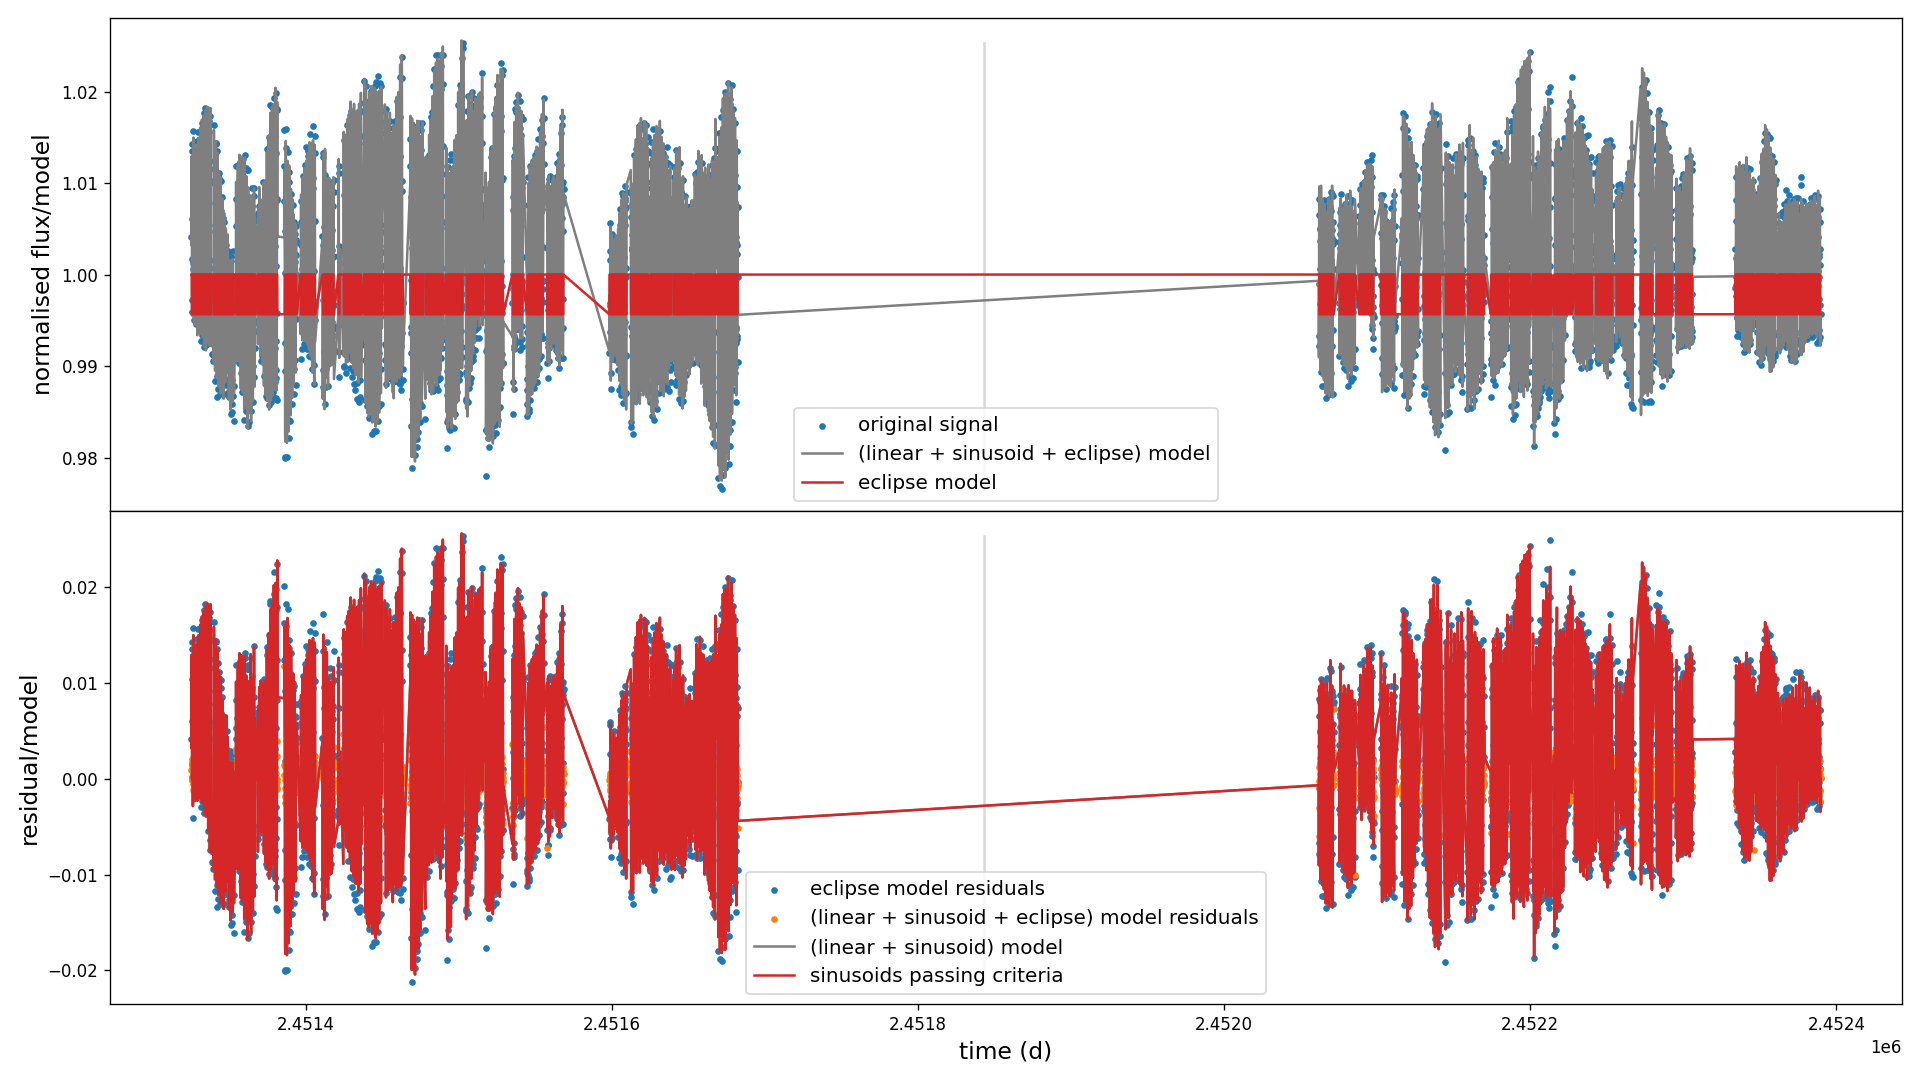 normalised flux/model
1.02
1.01
1.00
0.99
0.98
original signal
(linear + sinusoid + eclipse) model
eclipse model
residual/model
0.02
0.01
0.00
−0.01
−0.02
eclipse model residuals
(linear + sinusoid + eclipse) model residuals
(linear + sinusoid) model
sinusoids passing criteria
2.4514 2.4516 2.4518 2.4520 2.4522 2.4524
time (d)
1e6